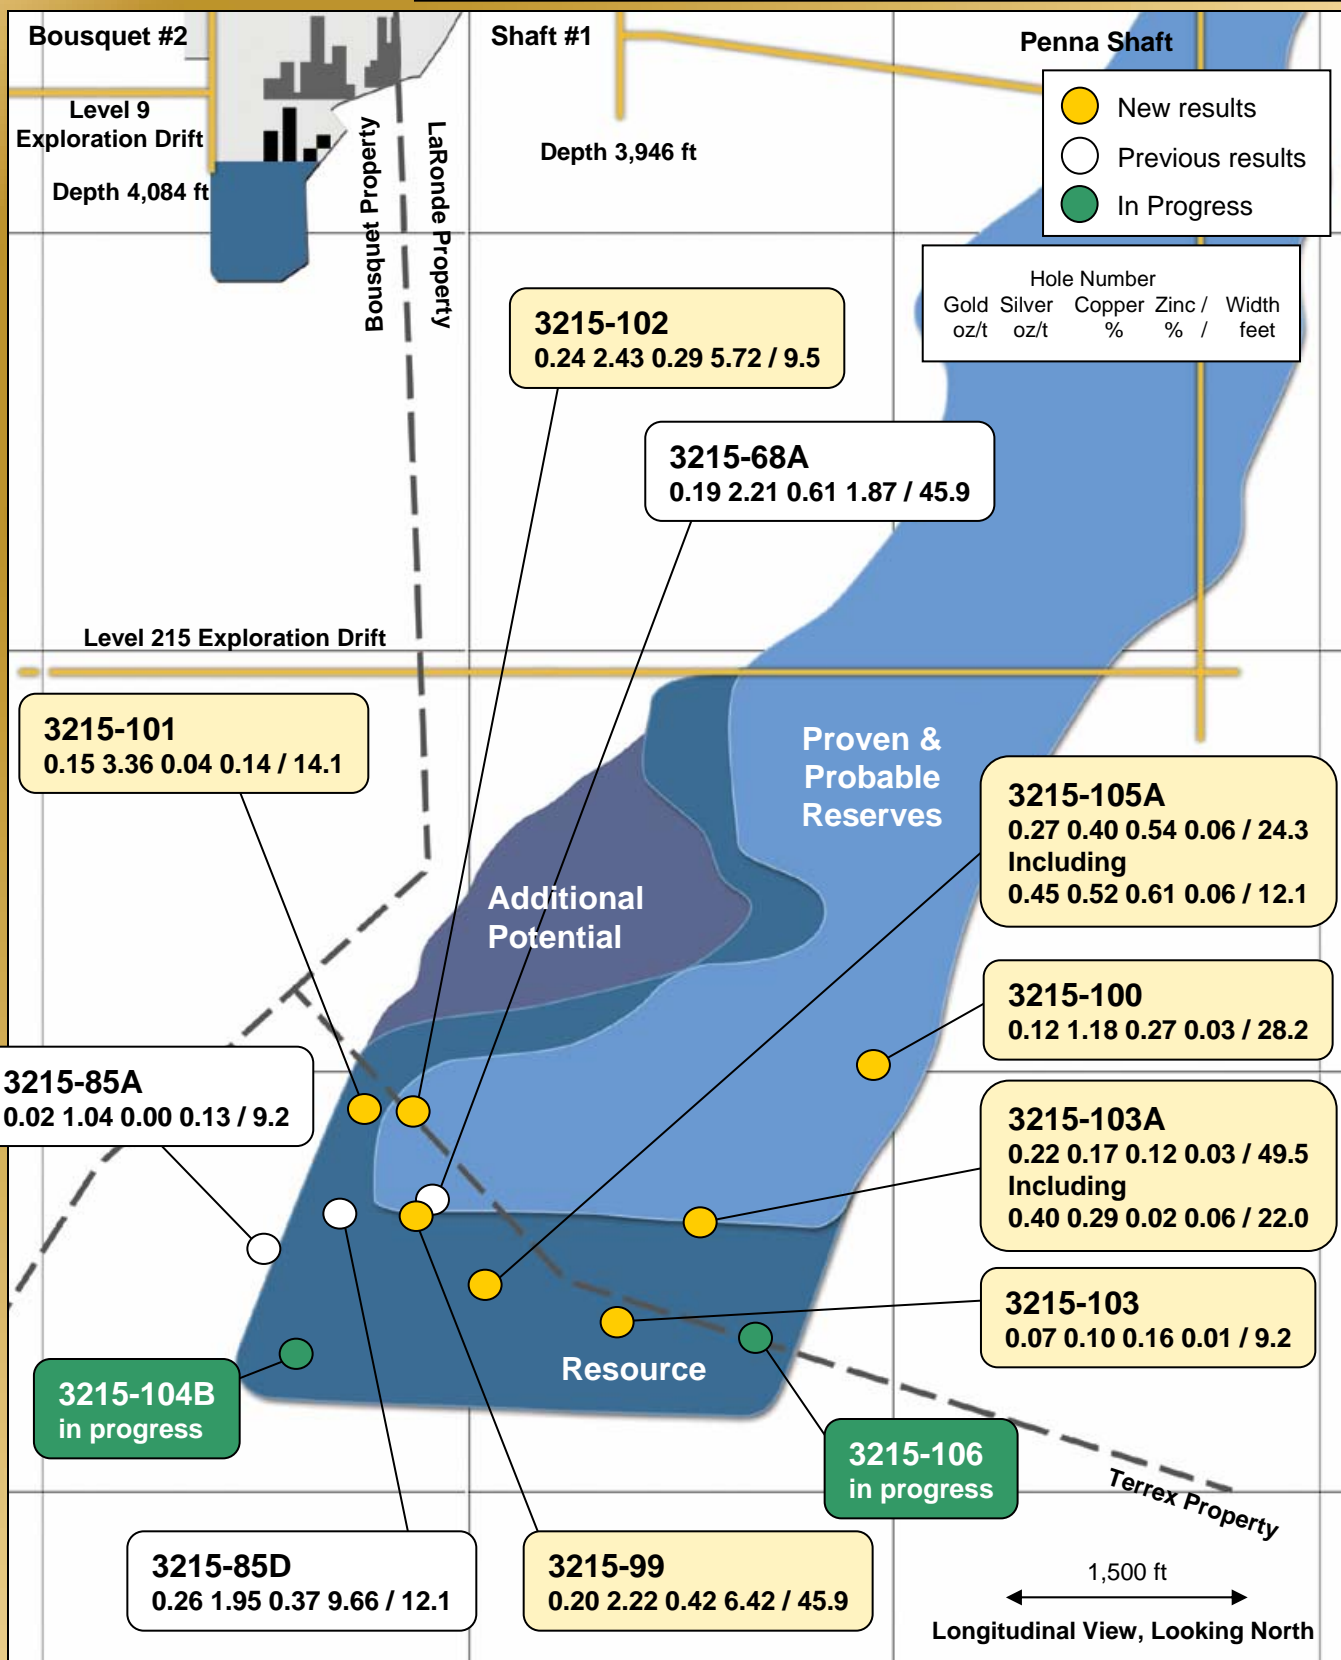 Bousquet #2
Shaft #1
Penna Shaft
Level 9
Exploration Drift
Depth 4,084 ft
Depth 3,946 ft
Bousquet Property
LaRonde Property
New results
Previous results
In Progress
Hole Number
Gold Silver Copper Zinc / Width
oz/t oz/t % % / feet
3215-102
0.24 2.43 0.29 5.72 / 9.5
3215-68A
0.19 2.21 0.61 1.87 / 45.9
Level 215 Exploration Drift
3215-101
0.15 3.36 0.04 0.14 / 14.1
Proven &
Probable
Reserves
3215-105A
0.27 0.40 0.54 0.06 / 24.3
Including
0.45 0.52 0.61 0.06 / 12.1
Additional
Potential
3215-100
0.12 1.18 0.27 0.03 / 28.2
3215-85A
0.02 1.04 0.00 0.13 / 9.2
3215-103A
0.22 0.17 0.12 0.03 / 49.5
Including
0.40 0.29 0.02 0.06 / 22.0
3215-103
0.07 0.10 0.16 0.01 / 9.2
Resource
3215-104B
in progress
3215-106
in progress
Terrex Property
3215-85D
0.26 1.95 0.37 9.66 / 12.1
3215-99
0.20 2.22 0.42 6.42 / 45.9
1,500 ft
Longitudinal View, Looking North